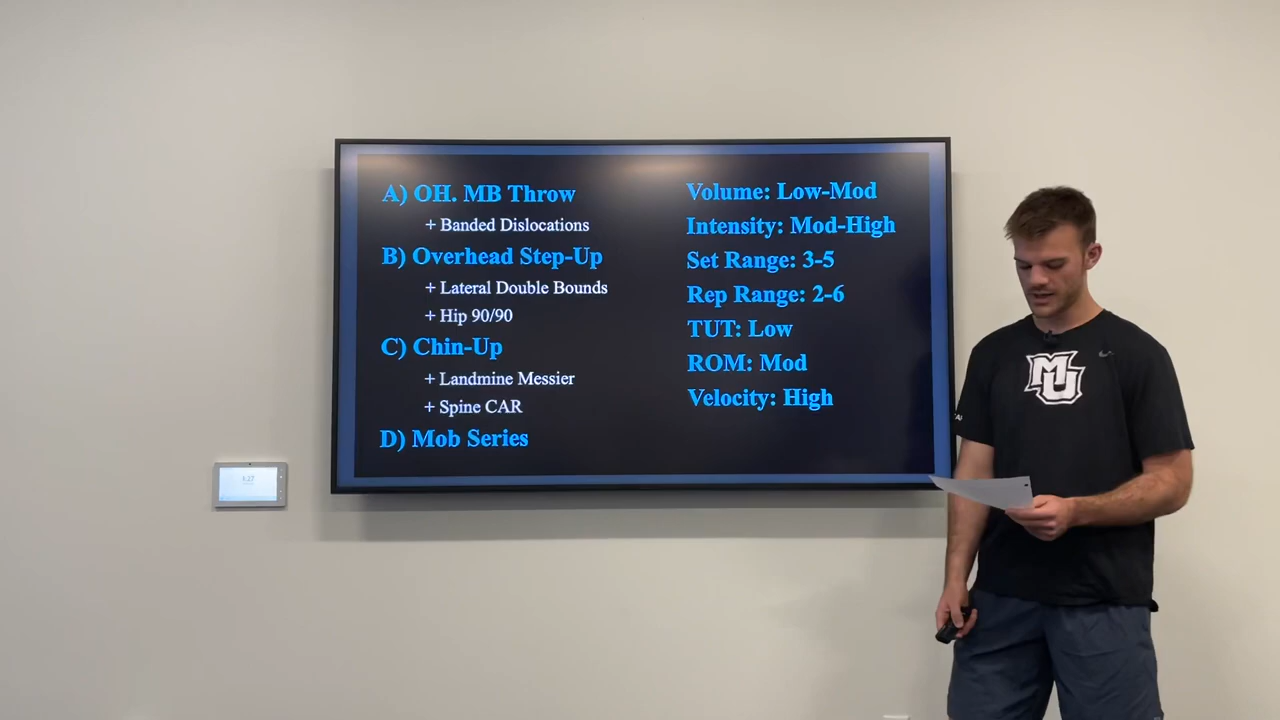 A) OH. MB Throw
+ Banded Dislocations
B) Overhead Step-Up
+ Lateral Double Bounds
+ Hip 90/90
C) Chin-Up
+ Landmine Messier
+ Spine CAR
D) Mob Series
Volume: Low-Mod
Intensity: Mod-High
Set Range: 3-5
Rep Range: 2-6
TUT: Low
ROM: Mod
Velocity: High
MU
1:27